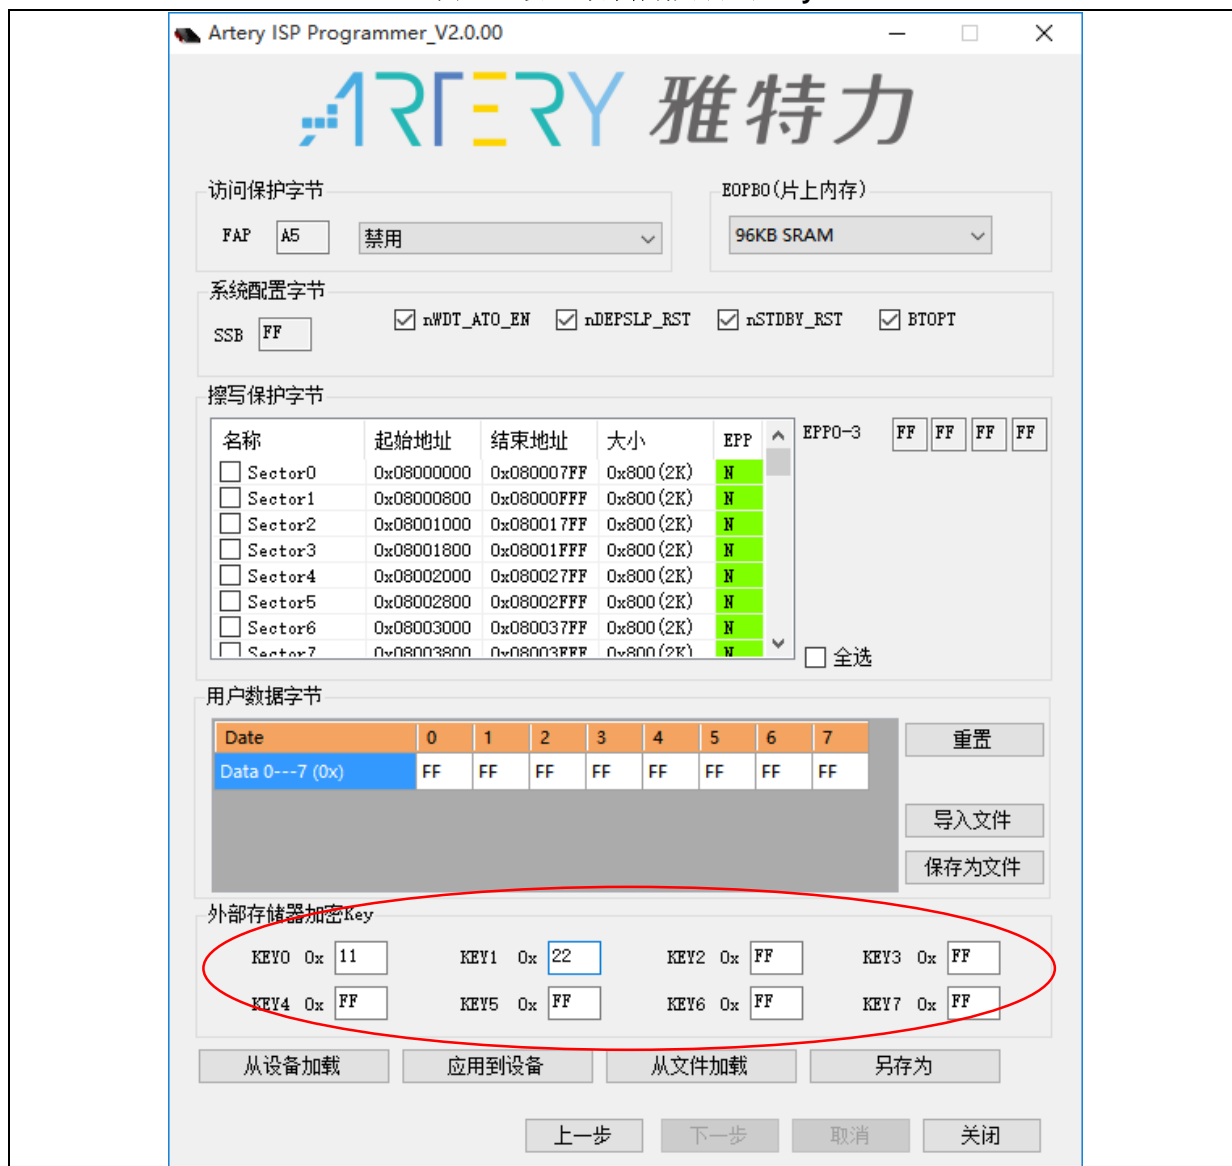 Artery ISP Programmer_V2.0.00
ARTERY 雅特力
访问保护字节
FAP A5 禁用
EOPB0(片上内存)
96KB SRAM
系统配置字节
SSB FF nWDT_ATO_EN nDEPSLP_RST nSTDBY_RST BTOPT
擦写保护字节
名称 起始地址 结束地址 大小 EPP
Sector0 0x08000000 0x080007FF 0x800(2K) N
Sector1 0x08000800 0x08000FFF 0x800(2K) N
Sector2 0x08001000 0x080017FF 0x800(2K) N
Sector3 0x08001800 0x08001FFF 0x800(2K) N
Sector4 0x08002000 0x080027FF 0x800(2K) N
Sector5 0x08002800 0x08002FFF 0x800(2K) N
Sector6 0x08003000 0x080037FF 0x800(2K) N
Sector7 0x08003800 0x08003FFF 0x800(2K) N
EPP0-3 FF FF FF FF
全选
用户数据字节
Date 0 1 2 3 4 5 6 7
Data 0---7 (0x) FF FF FF FF FF FF FF FF
重置
导入文件
保存为文件
外部存储器加密Key
KEY0 0x 11 KEY1 0x 22 KEY2 0x FF KEY3 0x FF
KEY4 0x FF KEY5 0x FF KEY6 0x FF KEY7 0x FF
从设备加载 应用到设备 从文件加载 另存为
上一步 下一步 取消 关闭